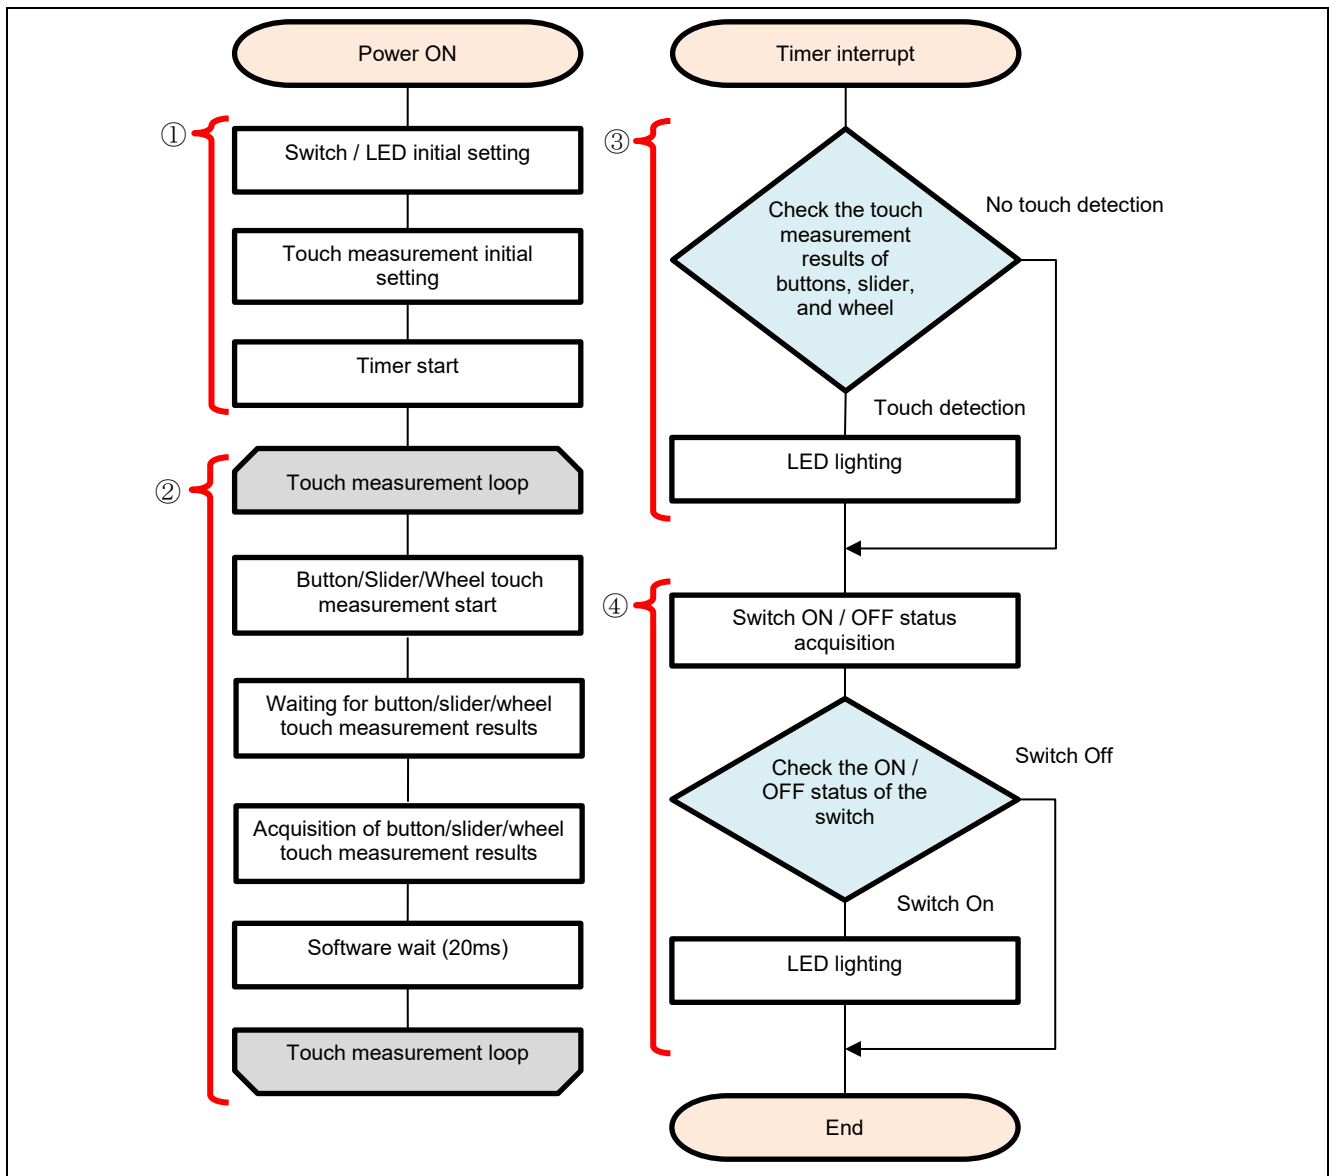 Power ON
①
Switch / LED initial setting
Touch measurement initial
setting
Timer start
②
Touch measurement loop
Button/Slider/Wheel touch
measurement start
Waiting for button/slider/wheel
touch measurement results
Acquisition of button/slider/wheel
touch measurement results
Software wait (20ms)
Touch measurement loop
Timer interrupt
③
Check the touch
measurement
results of
buttons, slider,
and wheel
No touch detection
Touch detection
LED lighting
④
Switch ON / OFF status
acquisition
Check the ON /
OFF status of the
switch
Switch Off
Switch On
LED lighting
End